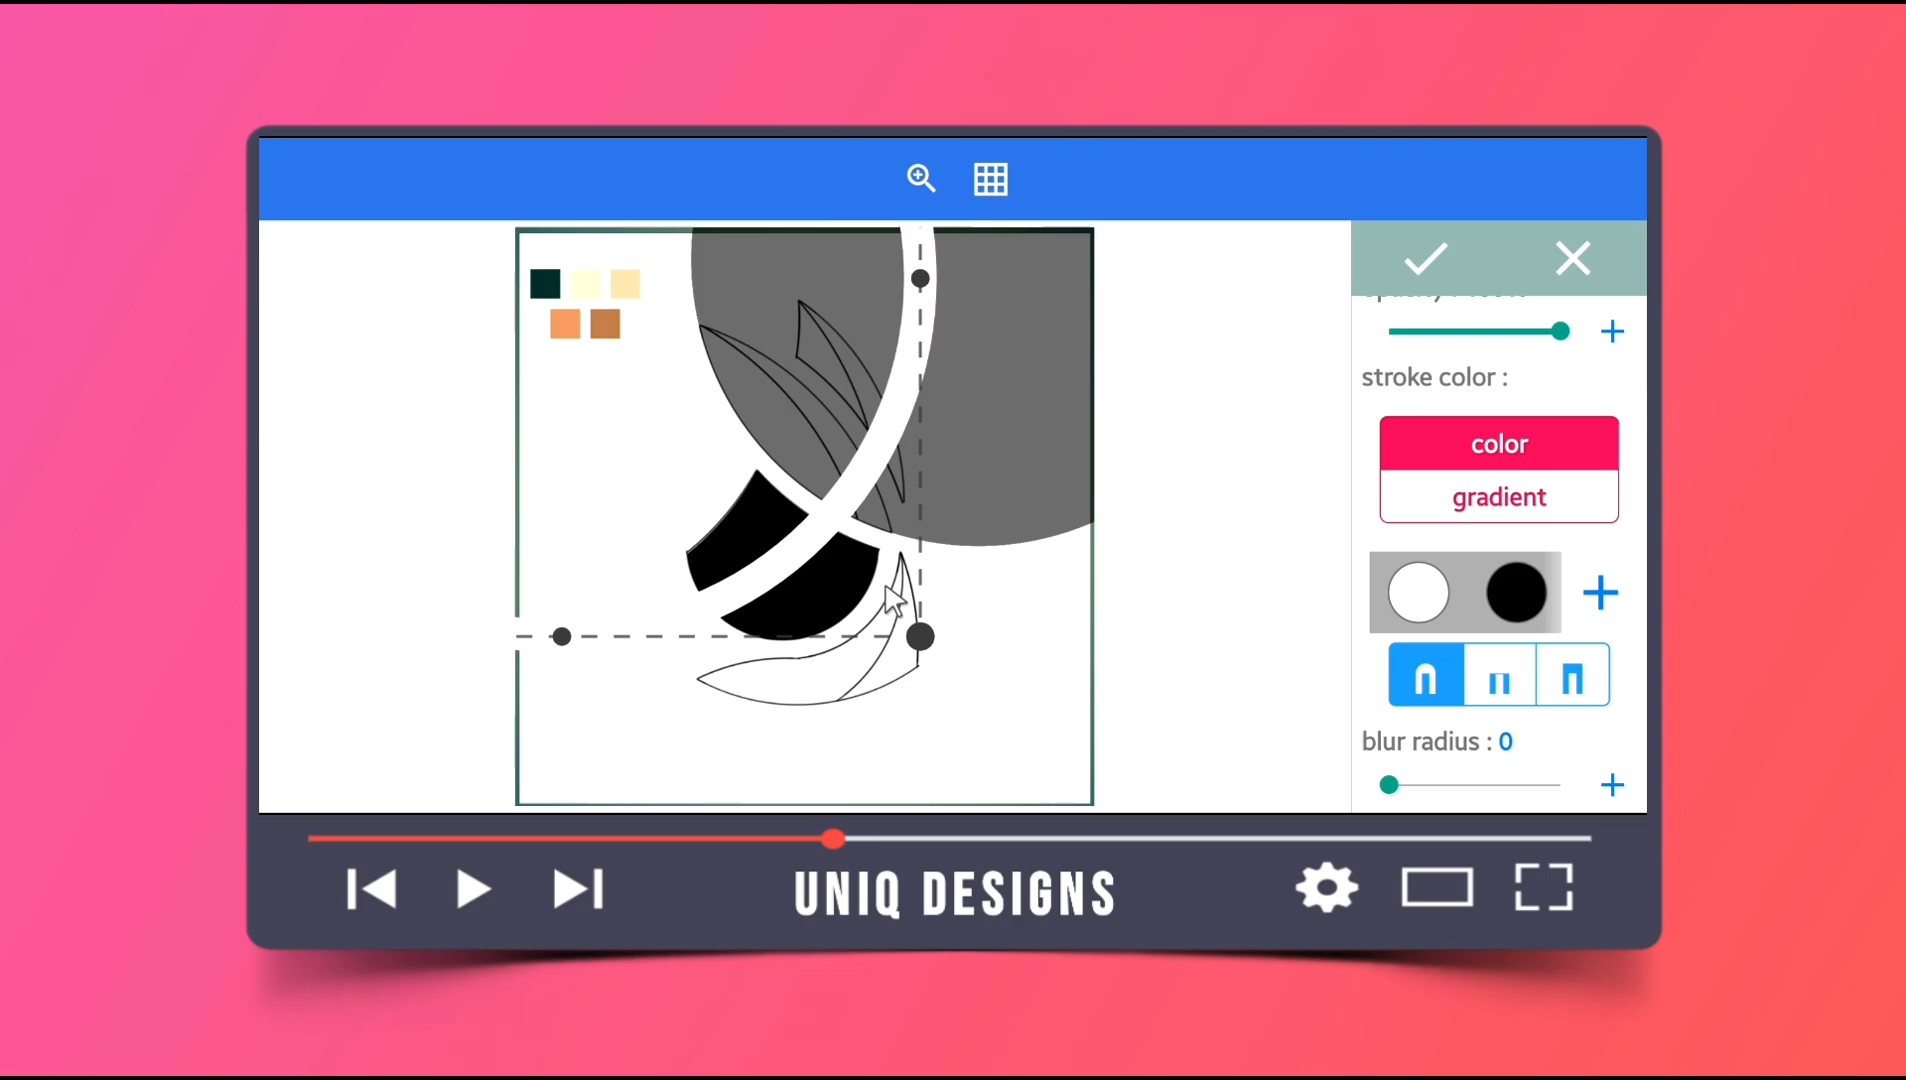 stroke color :
color
gradient
blur radius : 0
UNIQ DESIGNS